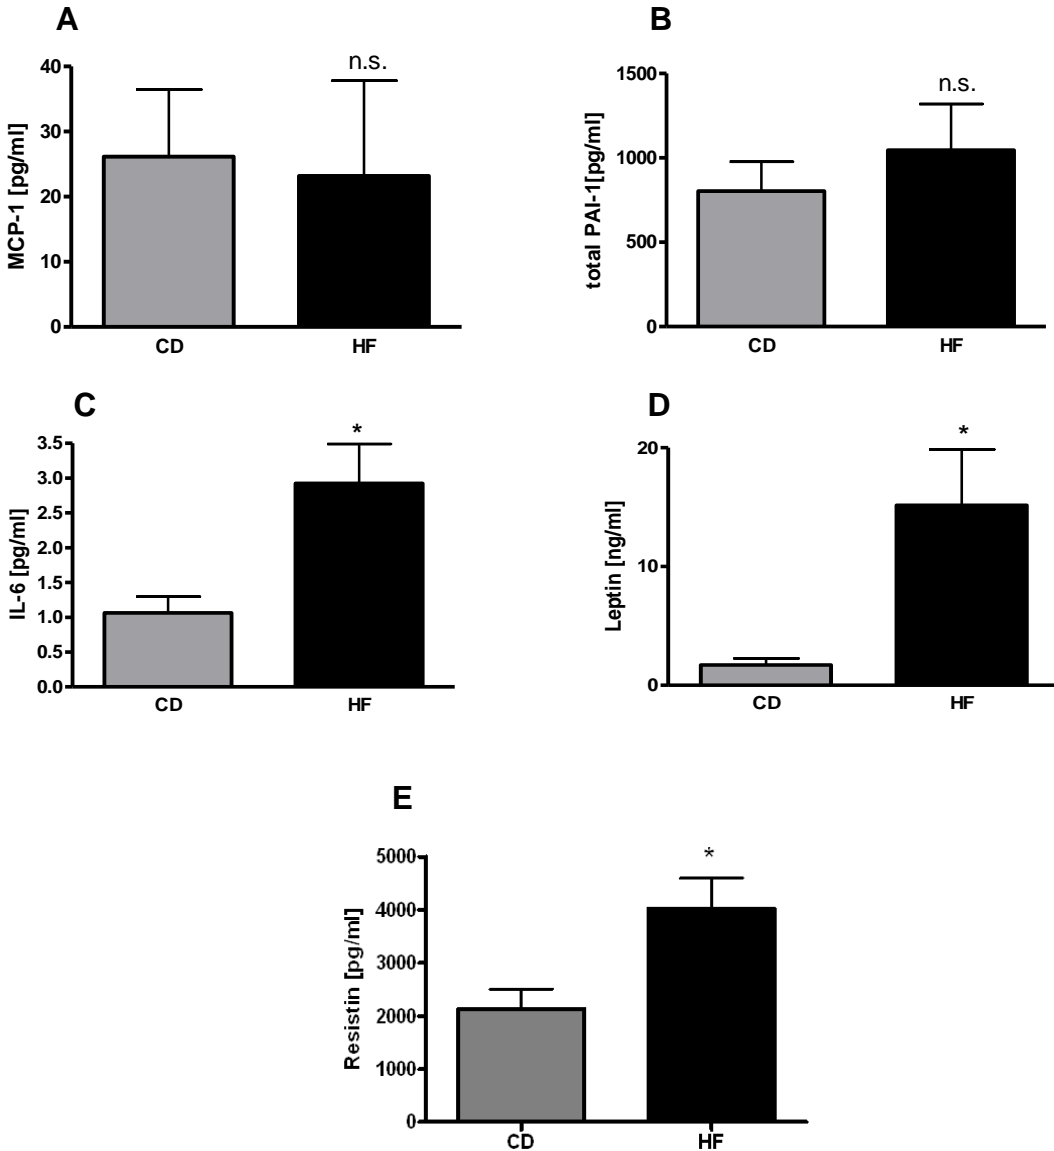 A
MCP-1 [pg/ml]
40
30
20
10
0
n.s.
CD HF
B
total PAI-1[pg/ml]
1500
1000
500
0
n.s.
CD HF
C
IL-6 [pg/ml]
3.5
3.0
2.5
2.0
1.5
1.0
0.5
0.0
*
CD HF
D
Leptin [ng/ml]
20
10
0
*
CD HF
E
Resistin [pg/ml]
5000
4000
3000
2000
1000
0
*
CD HF